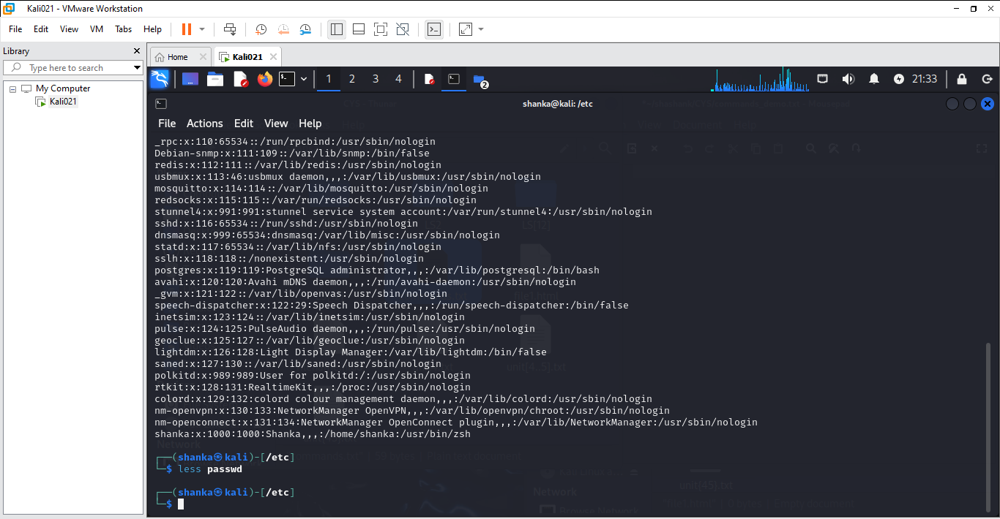 Kali021 - VMware Workstation
File Edit View VM Tabs Help
Library
Type here to search
My Computer
Kali021
Home
Kali021
1 2 3 4
2
21:33
shanka@kali: /etc
File Actions Edit View Help
_rpc:x:110:65534::/run/rpcbind:/usr/sbin/nologin
Debian-snmp:x:111:109::/var/lib/snmp:/bin/false
redis:x:112:111::/var/lib/redis:/usr/sbin/nologin
usbmux:x:113:46:usbmux daemon,,,:/var/lib/usbmux:/usr/sbin/nologin
mosquitto:x:114:114::/var/lib/mosquitto:/usr/sbin/nologin
redsocks:x:115:115::/var/run/redsocks:/usr/sbin/nologin
stunnel4:x:991:991:stunnel service system account:/var/run/stunnel4:/usr/sbin/nologin
sshd:x:116:65534::/run/sshd:/usr/sbin/nologin
dnsmasq:x:999:65534:dnsmasq:/var/lib/misc:/usr/sbin/nologin
statd:x:117:65534::/var/lib/nfs:/usr/sbin/nologin
sslh:x:118:118::/nonexistent:/usr/sbin/nologin
postgres:x:119:119:PostgreSQL administrator,,,:/var/lib/postgresql:/bin/bash
avahi:x:120:120:Avahi mDNS daemon,,,:/run/avahi-daemon:/usr/sbin/nologin
_gvm:x:121:122::/var/lib/openvas:/usr/sbin/nologin
speech-dispatcher:x:122:29:Speech Dispatcher,,,:/run/speech-dispatcher:/bin/false
inetsim:x:123:124::/var/lib/inetsim:/usr/sbin/nologin
pulse:x:124:125:PulseAudio daemon,,,:/run/pulse:/usr/sbin/nologin
geoclue:x:125:127::/var/lib/geoclue:/usr/sbin/nologin
lightdm:x:126:128:Light Display Manager:/var/lib/lightdm:/bin/false
saned:x:127:130::/var/lib/saned:/usr/sbin/nologin
polkitd:x:989:989:User for polkitd:/:/usr/sbin/nologin
rtkit:x:128:131:RealtimeKit,,,:/proc:/usr/sbin/nologin
colord:x:129:132:colord colour management daemon,,,:/var/lib/colord:/usr/sbin/nologin
nm-openvpn:x:130:133:NetworkManager OpenVPN,,,:/var/lib/openvpn/chroot:/usr/sbin/nologin
nm-openconnect:x:131:134:NetworkManager OpenConnect plugin,,,:/var/lib/NetworkManager:/usr/sbin/nologin
shanka:x:1000:1000:Shanka,,,:/home/shanka:/usr/bin/zsh
┌──(shanka㉿kali)-[/etc]
└─$ less passwd
┌──(shanka㉿kali)-[/etc]
└─$